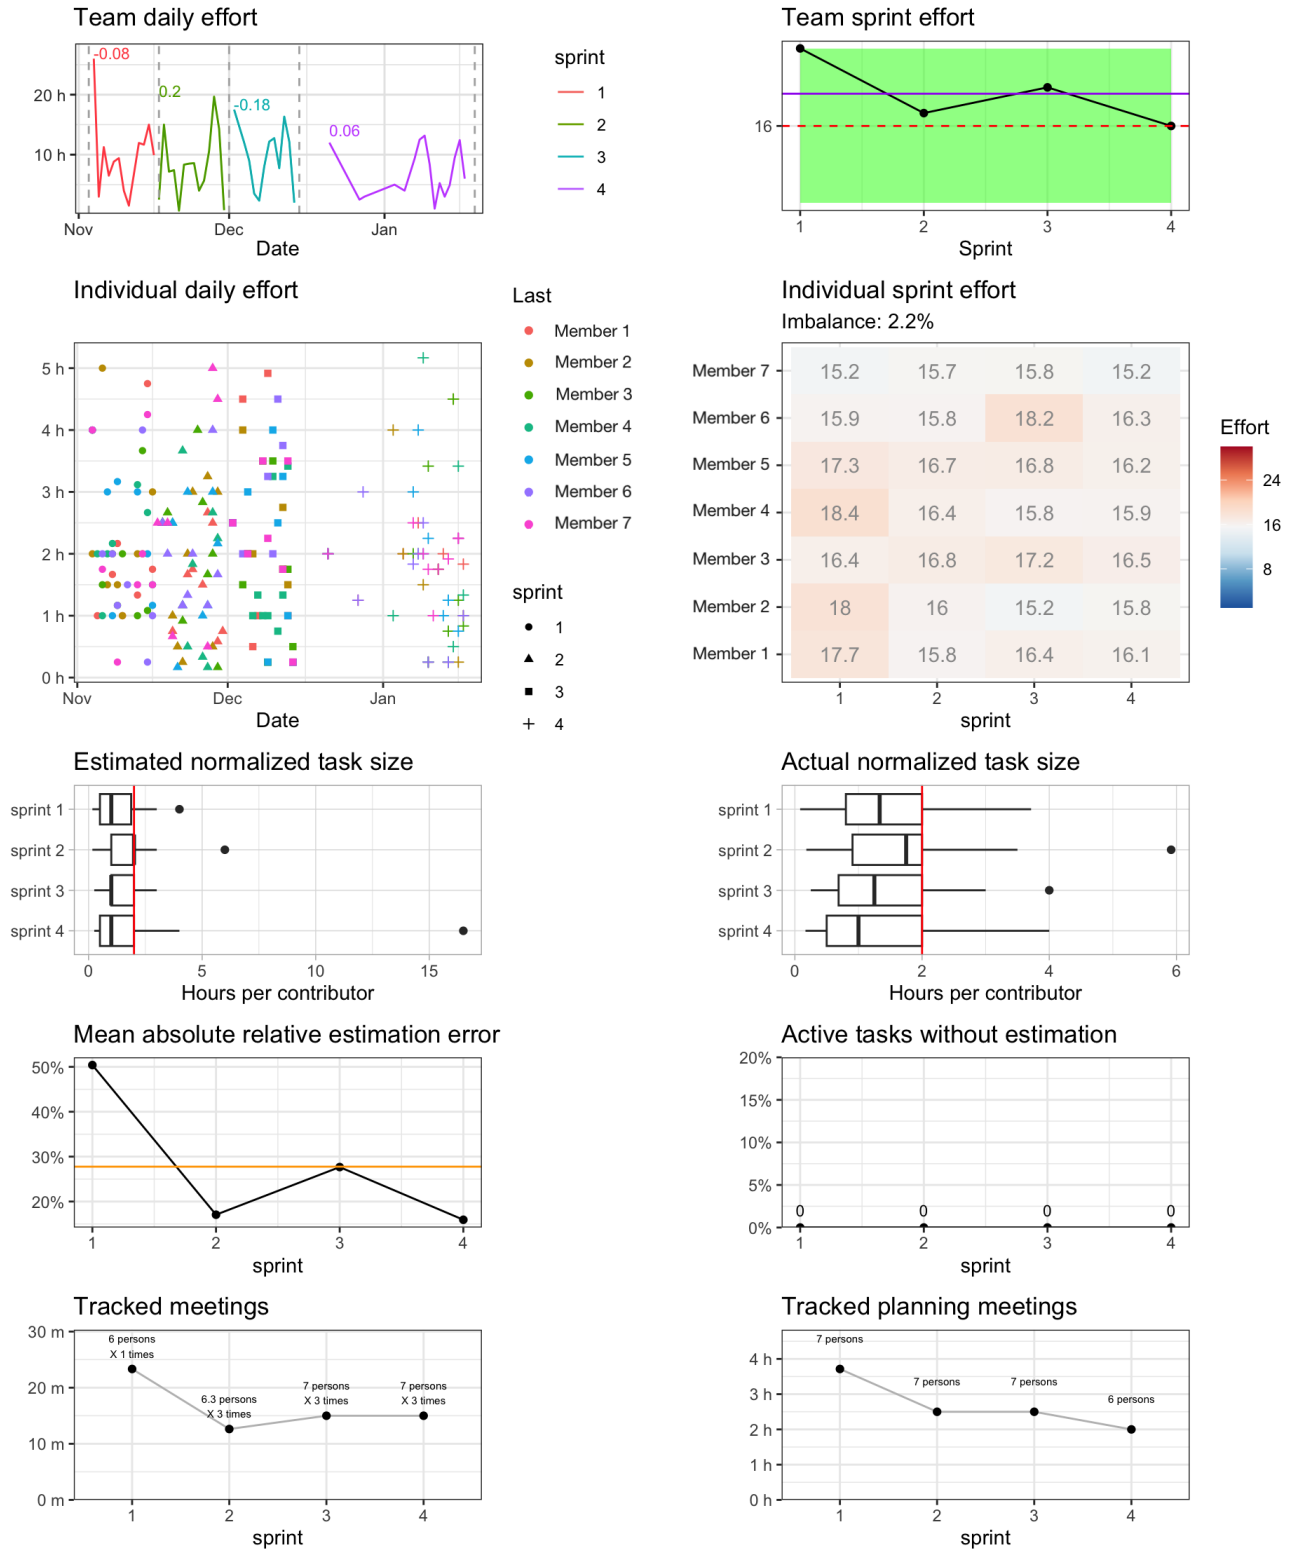 Team daily effort
-0.08
0.2
-0.18
0.06
20 h
10 h
Nov
Dec
Jan
Date
sprint
1
2
3
4
Team sprint effort
16
1
2
3
4
Sprint
Individual daily effort
5 h
4 h
3 h
2 h
1 h
0 h
Nov
Dec
Jan
Date
Last
Member 1
Member 2
Member 3
Member 4
Member 5
Member 6
Member 7
sprint
1
2
3
4
Individual sprint effort
Imbalance: 2.2%
Member 7 15.2 15.7 15.8 15.2
Member 6 15.9 15.8 18.2 16.3
Member 5 17.3 16.7 16.8 16.2
Member 4 18.4 16.4 15.8 15.9
Member 3 16.4 16.8 17.2 16.5
Member 2 18 16 15.2 15.8
Member 1 17.7 15.8 16.4 16.1
1 2 3 4
sprint
Effort
24
16
8
Estimated normalized task size
sprint 1
sprint 2
sprint 3
sprint 4
0 5 10 15
Hours per contributor
Actual normalized task size
sprint 1
sprint 2
sprint 3
sprint 4
0 2 4 6
Hours per contributor
Mean absolute relative estimation error
50%
40%
30%
20%
1 2 3 4
sprint
Active tasks without estimation
20%
15%
10%
5%
0%
0 0 0 0
1 2 3 4
sprint
Tracked meetings
30 m
20 m
10 m
0 m
6 persons
X 1 times
6.3 persons
X 3 times
7 persons
X 3 times
7 persons
X 3 times
1 2 3 4
sprint
Tracked planning meetings
4 h
3 h
2 h
1 h
0 h
7 persons
7 persons
7 persons
6 persons
1 2 3 4
sprint